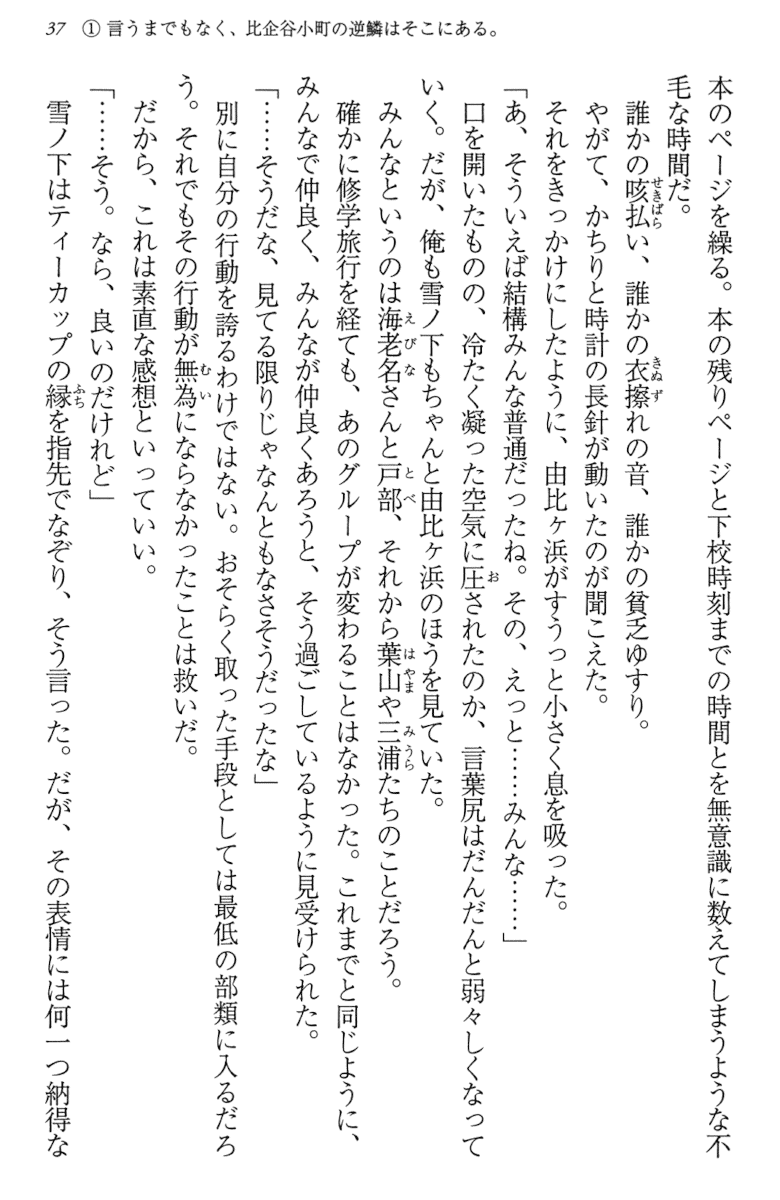 37　① 言うまでもなく、比企谷小町の逆鱗はそこにある。
本のページを繰る。本の残りページと下校時刻までの時間とを無意識に数えてしまうような不
毛な時間だ。
誰かの咳払い、誰かの衣擦れの音、誰かの貧乏ゆすり。
やがて、かちりと時計の長針が動いたのが聞こえた。
それをきっかけにしたように、由比ヶ浜がすうっと小さく息を吸った。
「あ、そういえば結構みんな普通だったね。その、えっと……みんな……」
口を開いたものの、冷たく凝った空気に圧されたのか、言葉尻はだんだんと弱々しくなって
いく。だが、俺も雪ノ下もちゃんと由比ヶ浜のほうを見ていた。
みんなというのは海老名さんと戸部、それから葉山や三浦たちのことだろう。
確かに修学旅行を経ても、あのグループが変わることはなかった。これまでと同じように、
みんなで仲良く、みんなが仲良くあろうと、そう過ごしているように見受けられた。
「……そうだな、見てる限りじゃなんともなさそうだったな」
別に自分の行動を誇るわけではない。おそらく取った手段としては最低の部類に入るだろ
う。それでもその行動が無為にならなかったことは救いだ。
だから、これは素直な感想といっていい。
「……そう。なら、良いのだけれど」
雪ノ下はティーカップの縁を指先でなぞり、そう言った。だが、その表情には何一つ納得な